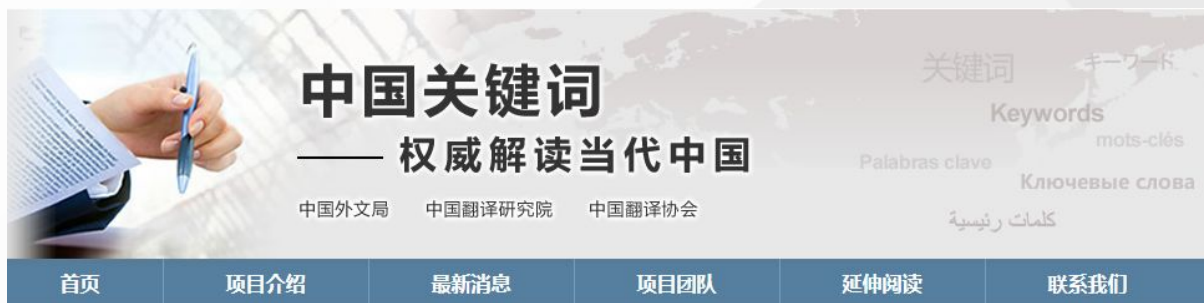 中国关键词
—— 权威解读当代中国
中国外文局 中国翻译研究院 中国翻译协会
关键词
キーワード
Keywords
mots-clés
Palabras clave
Ключевые слова
كلمات رئيسية
首页 项目介绍 最新消息 项目团队 延伸阅读 联系我们